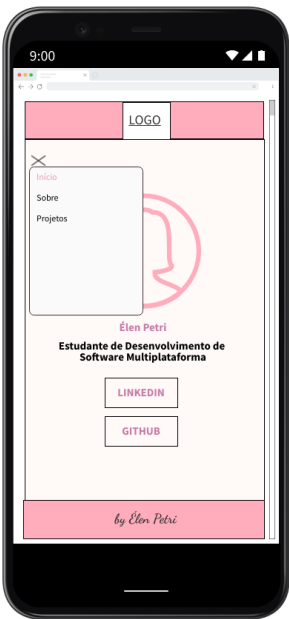 9:00
LOGO
Início
Sobre
Projetos
Élen Petri
Estudante de Desenvolvimento de
Software Multiplataforma
LINKEDIN
GITHUB
by Élen Petri